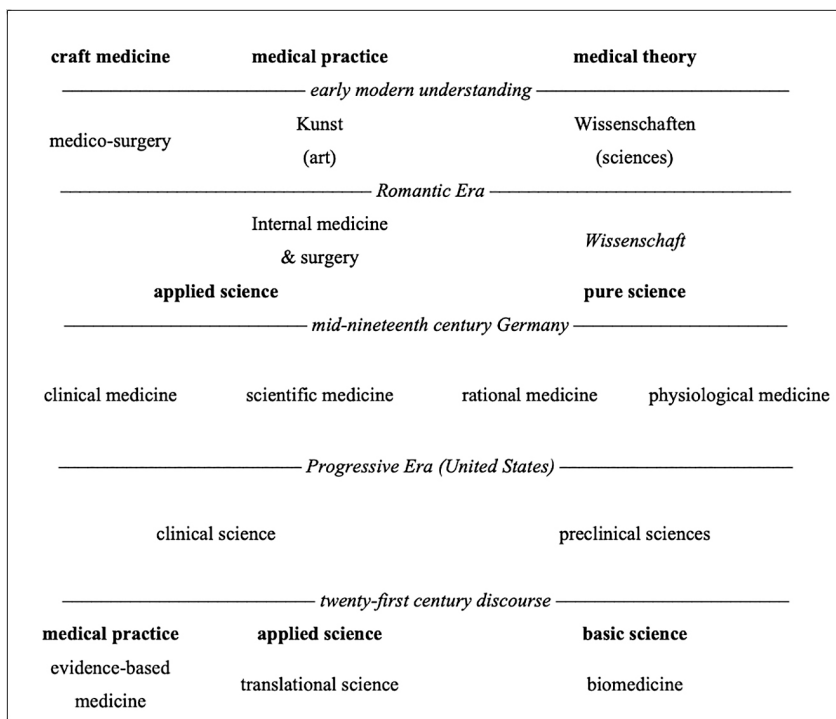 craft medicine medical practice medical theory
early modern understanding
medico-surgery Kunst (art) Wissenschaften (sciences)
Romantic Era
Internal medicine & surgery Wissenschaft
applied science pure science
mid-nineteenth century Germany
clinical medicine scientific medicine rational medicine physiological medicine
Progressive Era (United States)
clinical science preclinical sciences
twenty-first century discourse
medical practice applied science basic science
evidence-based medicine translational science biomedicine